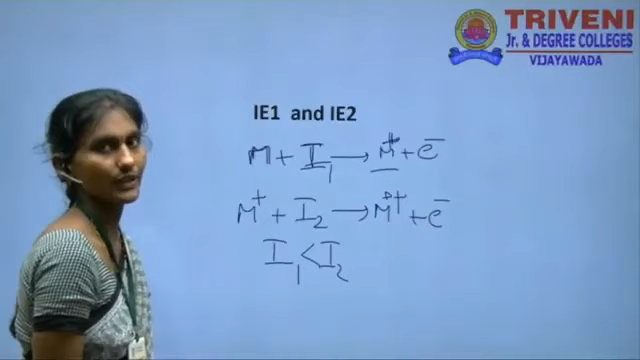 TRIVENI
Jr. & DEGREE COLLEGES
VIJAYAWADA
IE1 and IE2
M + I₁ → M⁺ + e⁻
M⁺ + I₂ → M⁺⁺ + e⁻
I₁ < I₂